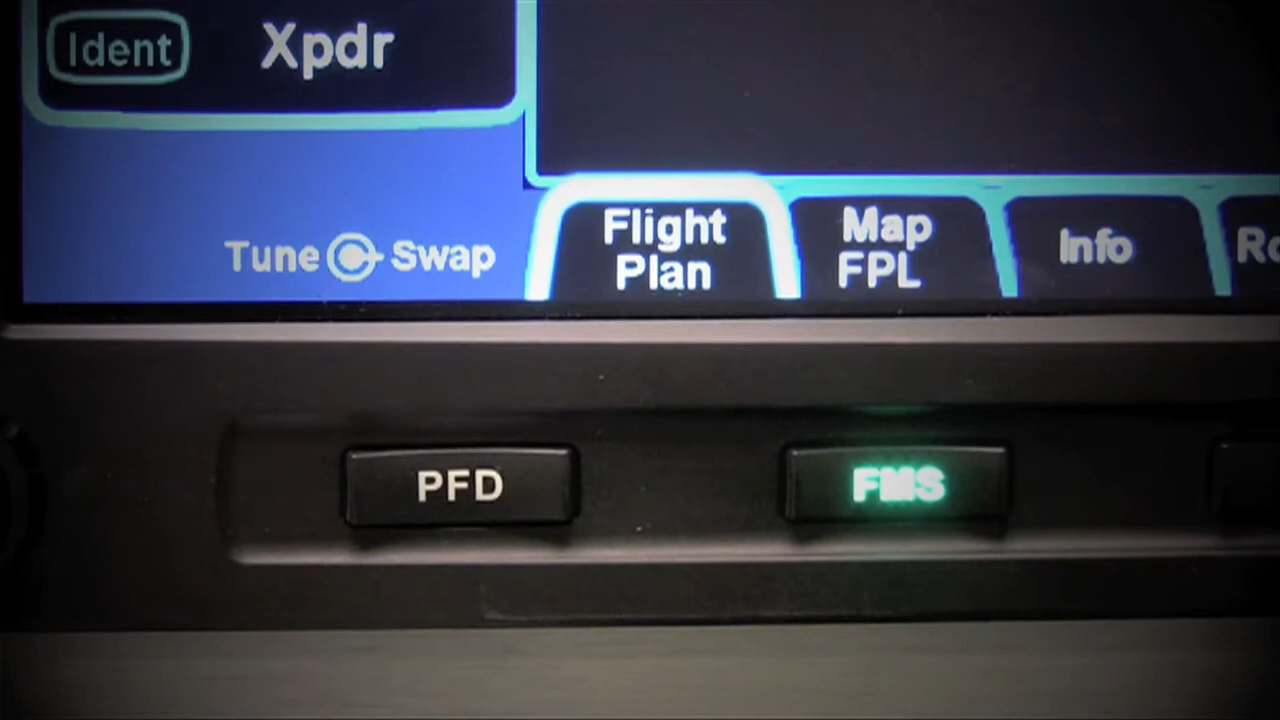 Ident
Xpdr
Tune Swap
Flight
Plan
Map
FPL
Info
PFD
FMS